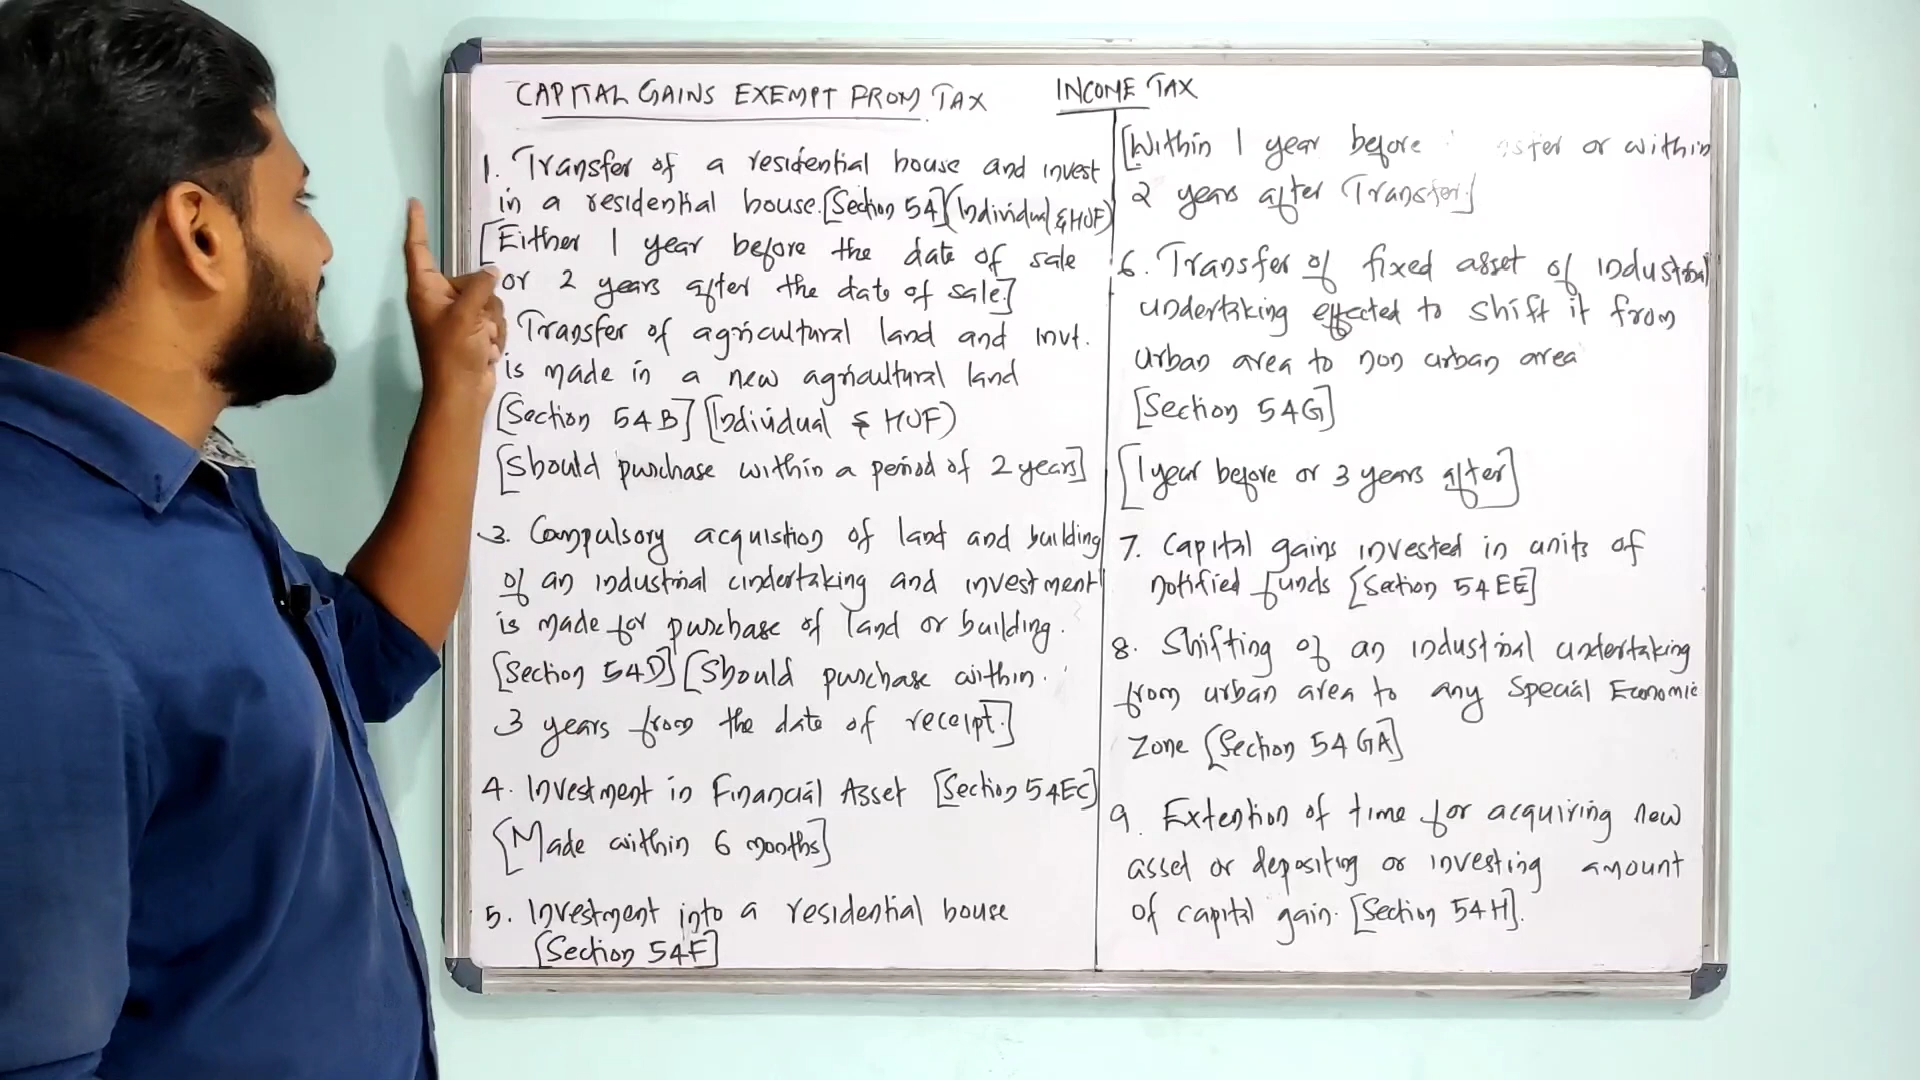 CAPITAL GAINS EXEMPT FROM TAX
INCOME TAX
1. Transfer of a residential house and invest
in a residential house.[Section 54](Individual & HUF)
[Either 1 year before the date of sale
or 2 years after the date of sale.]
Transfer of agricultural land and invt.
is made in a new agricultural land
[Section 54B] [Individual & HUF)
[Should purchase within a period of 2 years]
3. Compulsory acquistion of land and building
of an industrial undertaking and investment
is made for purchase of land or building.
[Section 54D] [Should purchase within
3 years from the date of receipt.]
4. Investment in Financial Asset [Section 54EC]
[Made within 6 months]
5. Investment into a residential house
[Section 54F]
[Within 1 year before or within
2 years after Transfer.]
6. Transfer of fixed asset of industrial
undertaking effected to shift it from
urban area to non urban area
[Section 54G]
[1 year before or 3 years after]
7. Capital gains invested in units of
notified funds [Section 54EE]
8. Shifting of an industrial undertaking
from urban area to any Special Economic
Zone [Section 54GA]
9. Extention of time for acquiring new
asset or depositing or investing amount
of capital gain. [Section 54H].